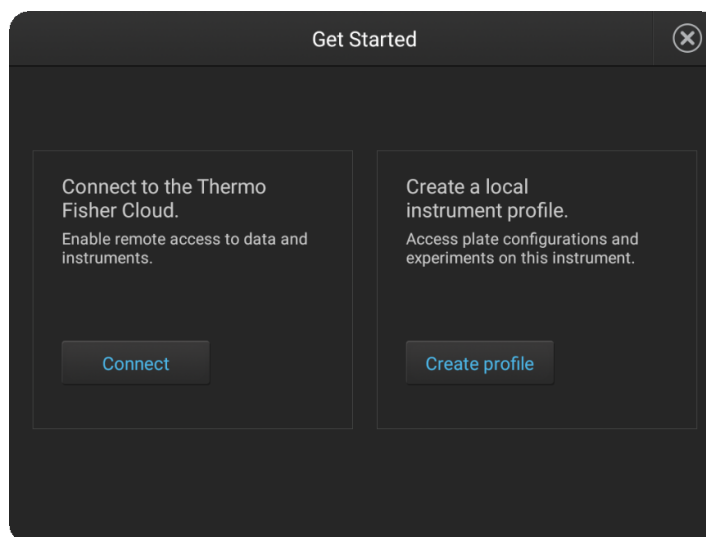 Get Started
Connect to the Thermo
Fisher Cloud.
Enable remote access to data and
instruments.
Connect
Create a local
instrument profile.
Access plate configurations and
experiments on this instrument.
Create profile